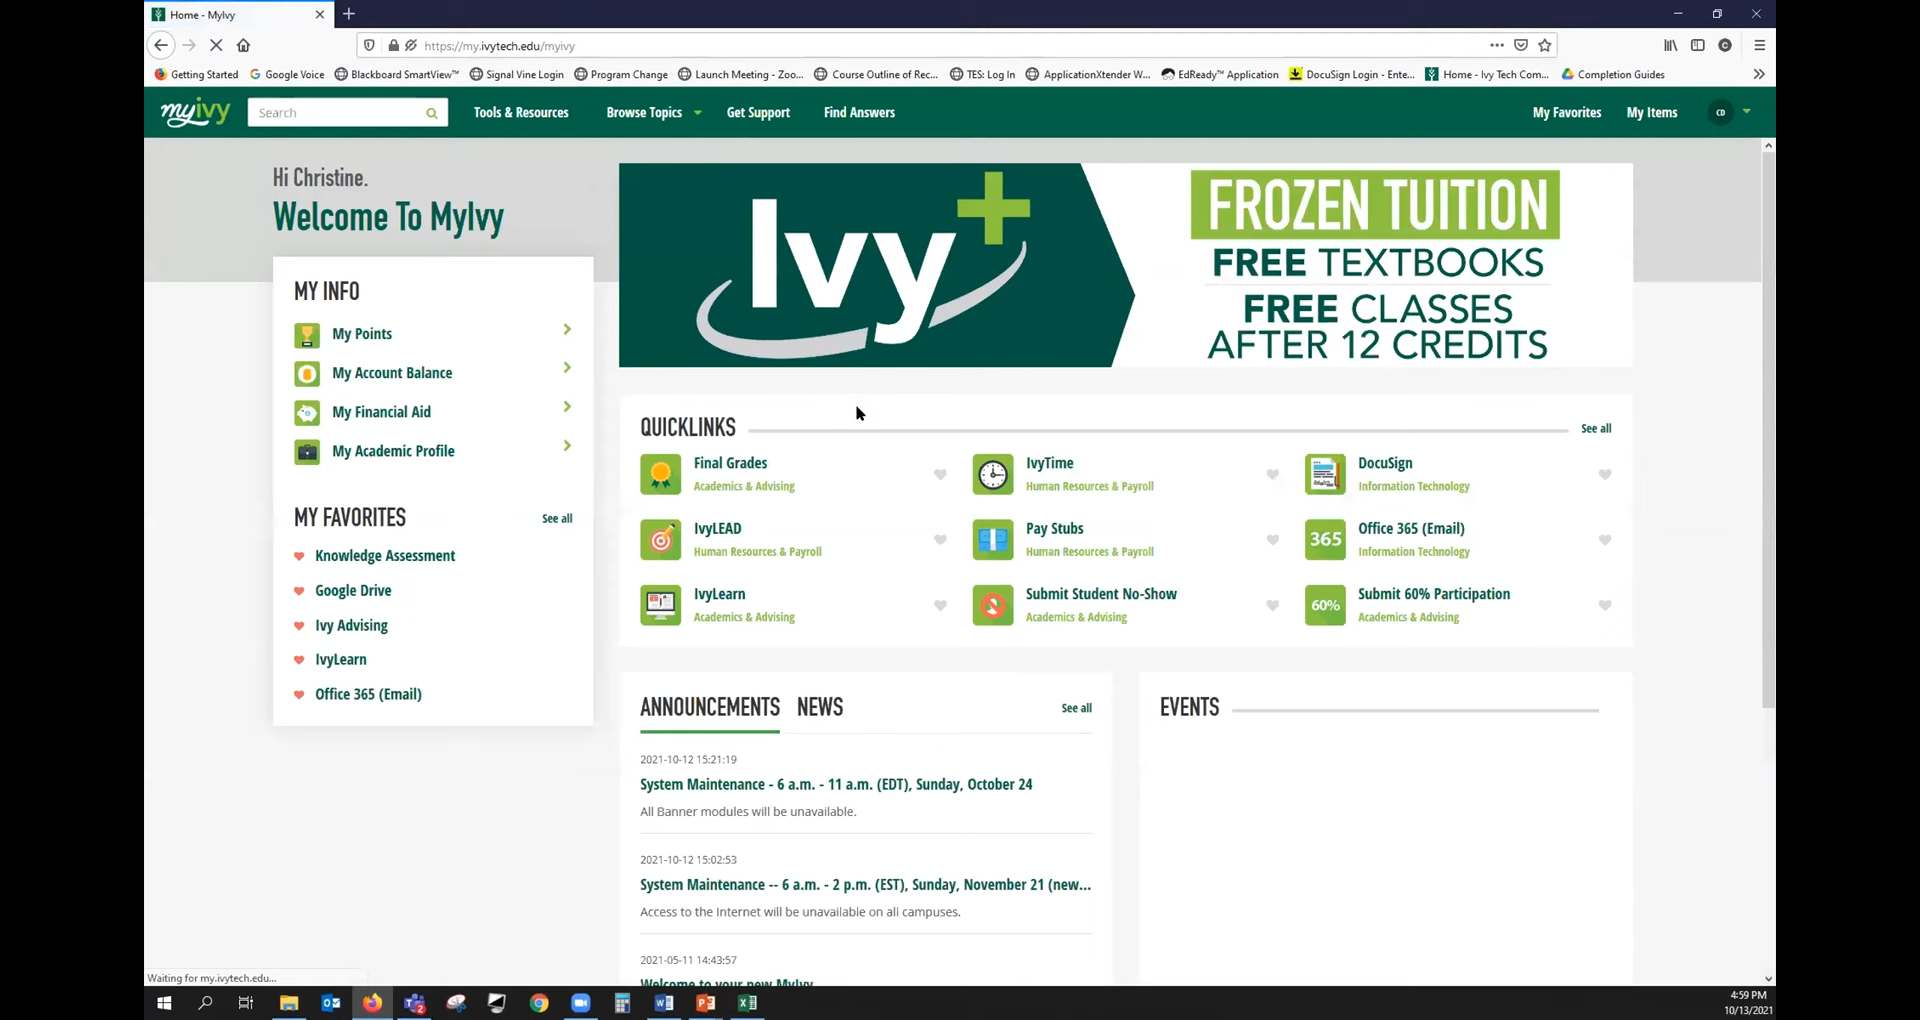 Home - MyIvy
https://my.ivytech.edu/myivy
Getting Started
Google Voice
Blackboard SmartView™
Signal Vine Login
Program Change
Launch Meeting - Zoo...
Course Outline of Rec...
TES: Log In
ApplicationXtender W...
EdReady™ Application
DocuSign Login - Ente...
Home - Ivy Tech Com...
Completion Guides
myivy
Search
Tools & Resources
Browse Topics
Get Support
Find Answers
My Favorites
My Items
CD
Hi Christine.
Welcome To MyIvy
MY INFO
My Points
My Account Balance
My Financial Aid
My Academic Profile
MY FAVORITES
See all
Knowledge Assessment
Google Drive
Ivy Advising
IvyLearn
Office 365 (Email)
Ivy+
FROZEN TUITION
FREE TEXTBOOKS
FREE CLASSES
AFTER 12 CREDITS
QUICKLINKS
See all
Final Grades
Academics & Advising
IvyTime
Human Resources & Payroll
DocuSign
Information Technology
IvyLEAD
Human Resources & Payroll
Pay Stubs
Human Resources & Payroll
365
Office 365 (Email)
Information Technology
IvyLearn
Academics & Advising
Submit Student No-Show
Academics & Advising
60%
Submit 60% Participation
Academics & Advising
ANNOUNCEMENTS
NEWS
See all
2021-10-12 15:21:19
System Maintenance - 6 a.m. - 11 a.m. (EDT), Sunday, October 24
All Banner modules will be unavailable.
2021-10-12 15:02:53
System Maintenance -- 6 a.m. - 2 p.m. (EST), Sunday, November 21 (new...
Access to the Internet will be unavailable on all campuses.
2021-05-11 14:43:57
Welcome to your new MyIvy
EVENTS
Waiting for my.ivytech.edu...
4:59 PM
10/13/2021